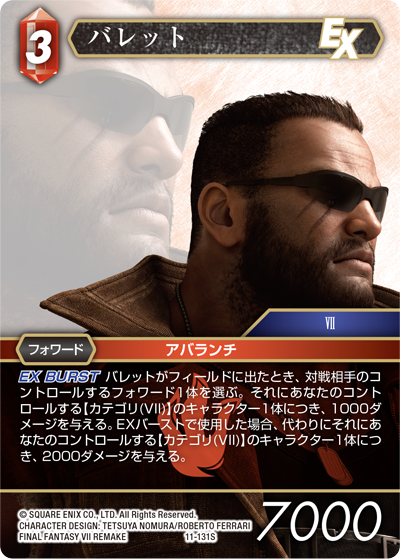 3
バレット
EX
VII
フォワード
アバランチ
EX BURST バレットがフィールドに出たとき、対戦相手のコ
ントロールするフォワード1体を選ぶ。それにあなたのコント
ロールする【カテゴリ(VII)】のキャラクター1体につき、1000ダ
メージを与える。EXバーストで使用した場合、代わりにそれにあ
なたのコントロールする【カテゴリ(VII)】のキャラクター1体につ
き、2000ダメージを与える。
© SQUARE ENIX CO., LTD. All Rights Reserved.
CHARACTER DESIGN: TETSUYA NOMURA/ROBERTO FERRARI
FINAL FANTASY VII REMAKE 11-131S
7000